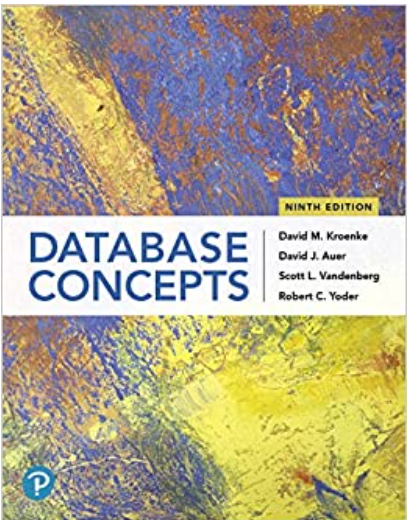 NINTH EDITION
DATABASE
CONCEPTS
David M. Kroenke
David J. Auer
Scott L. Vandenberg
Robert C. Yoder
P